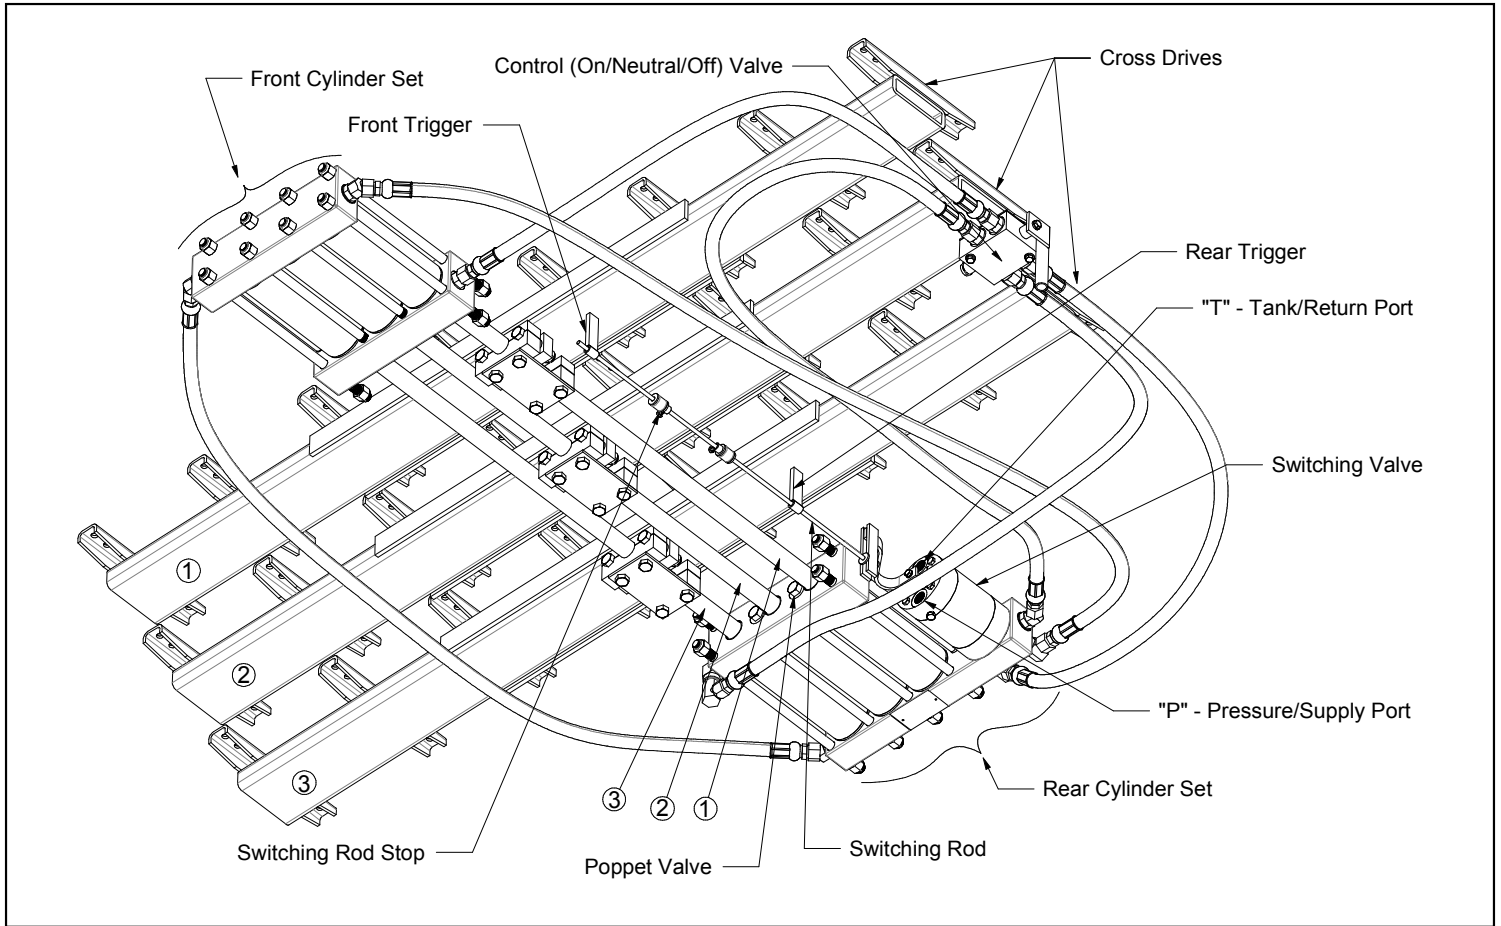 Control (On/Neutral/Off) Valve
Cross Drives
Front Cylinder Set
Front Trigger
Rear Trigger
"T" - Tank/Return Port
Switching Valve
①
②
③
"P" - Pressure/Supply Port
Rear Cylinder Set
③
②
①
Switching Rod Stop
Poppet Valve
Switching Rod